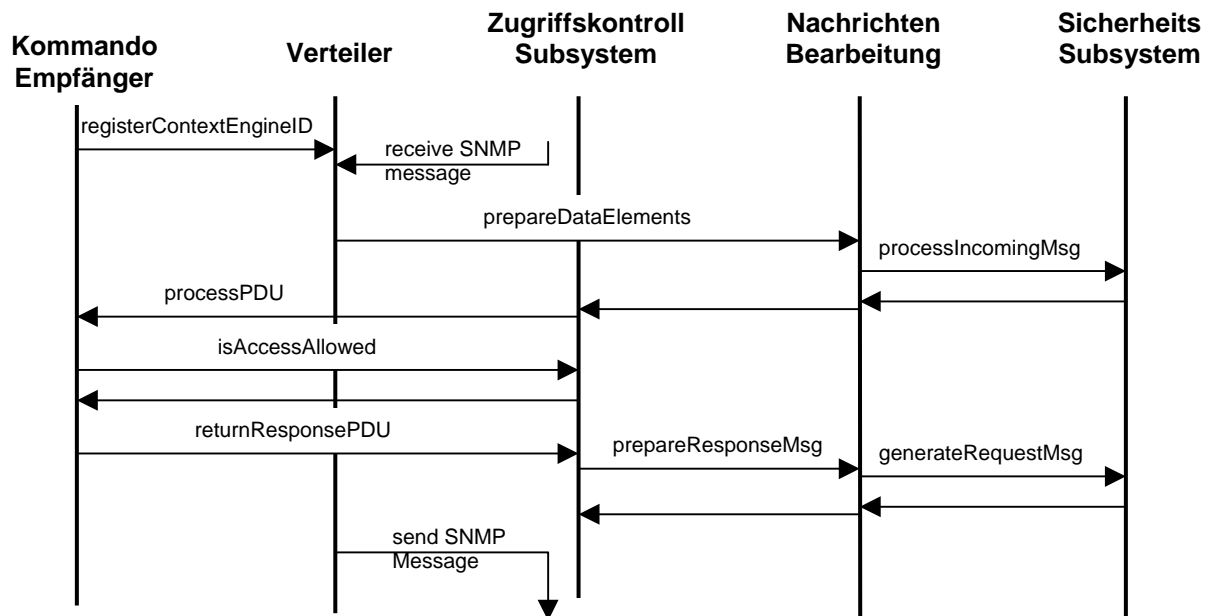 Kommando
Empfänger
Verteiler
Zugriffskontroll
Subsystem
Nachrichten
Bearbeitung
Sicherheits
Subsystem
registerContextEngineID
receive SNMP
message
prepareDataElements
processIncomingMsg
processPDU
isAccessAllowed
returnResponsePDU
prepareResponseMsg
generateRequestMsg
send SNMP
Message